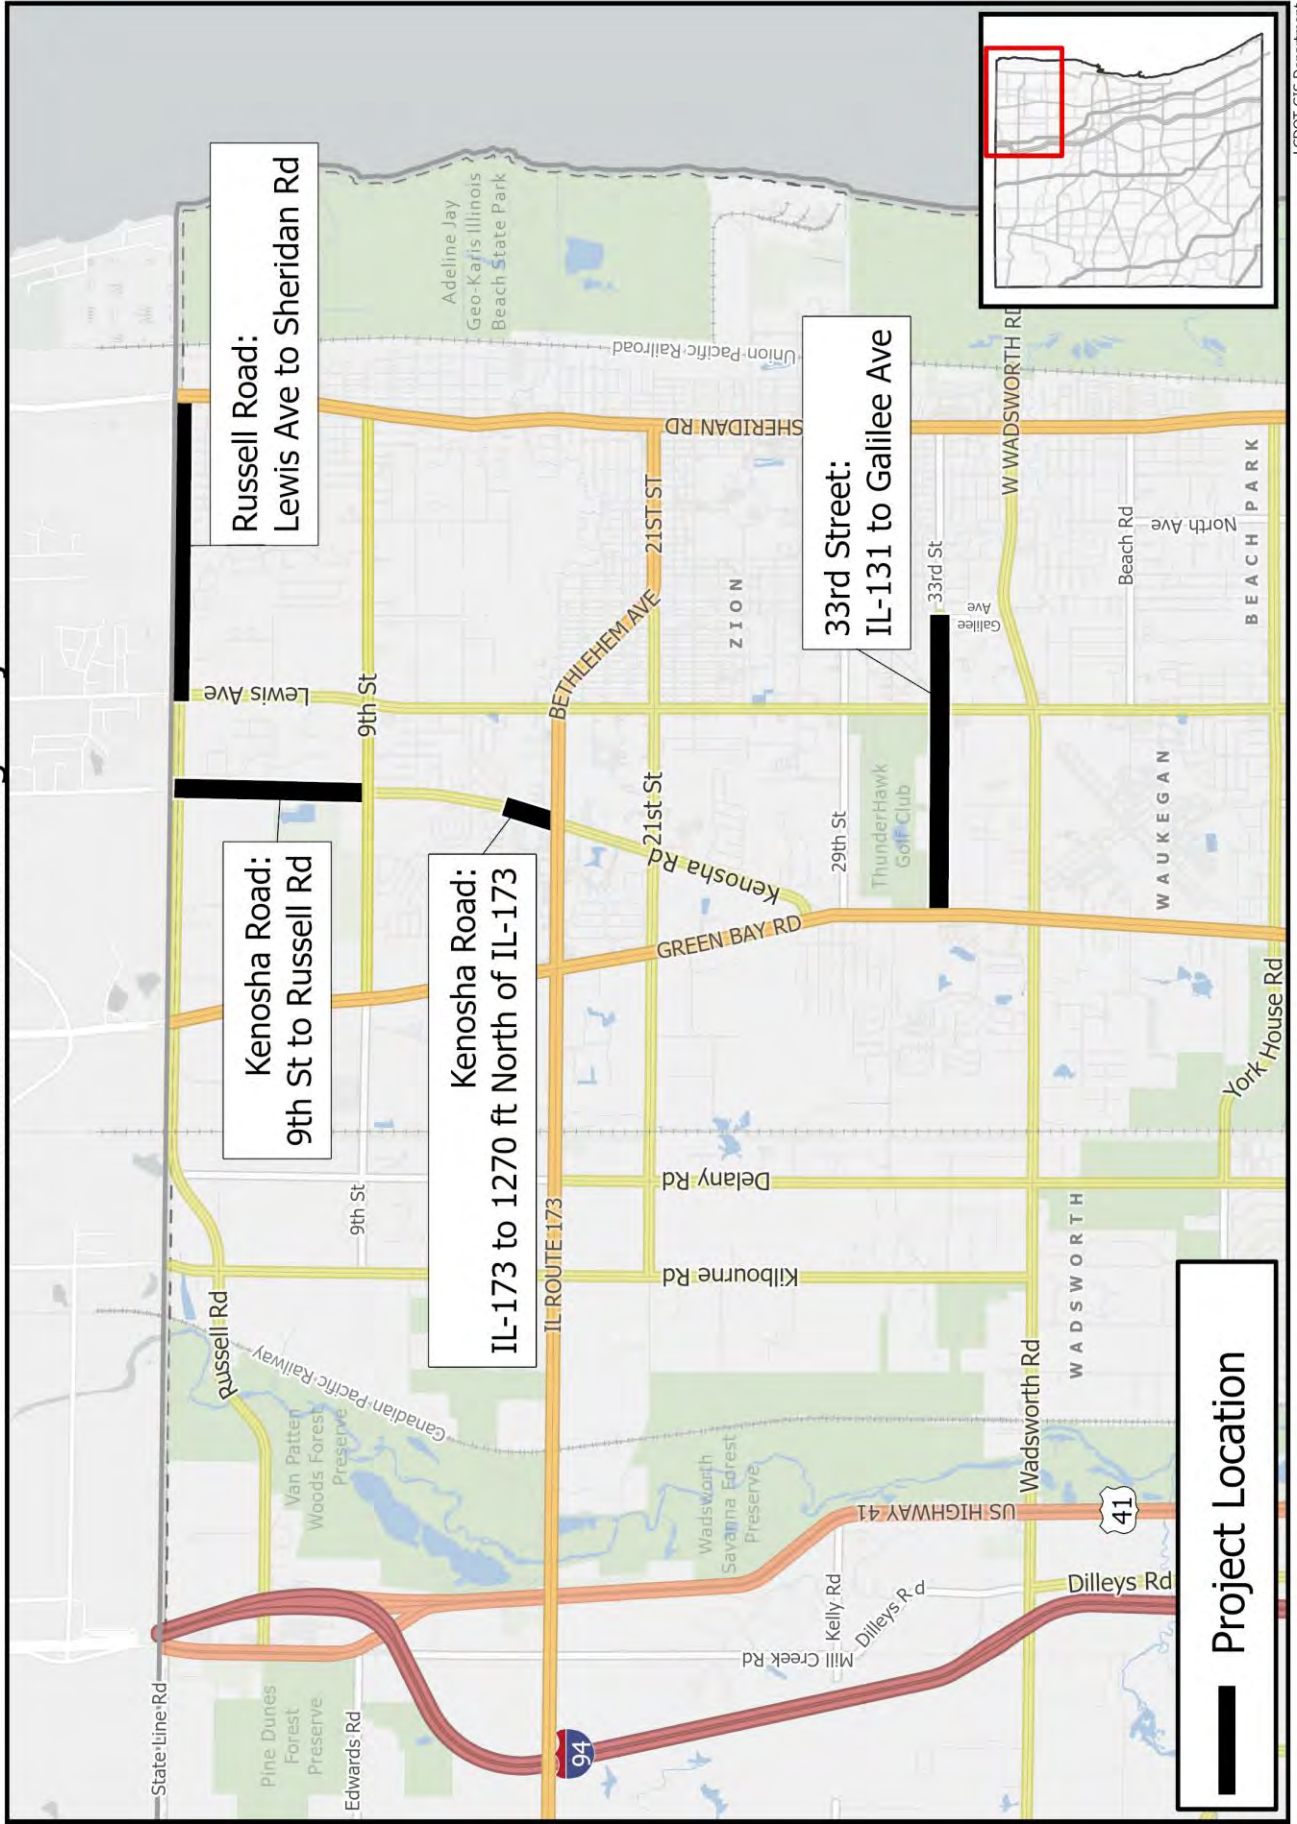 Russell Road:
Lewis Ave to Sheridan Rd
Kenosha Road:
9th St to Russell Rd
Kenosha Road:
IL-173 to 1270 ft North of IL-173
33rd Street:
IL-131 to Galilee Ave
State Line Rd
Russell Rd
Edwards Rd
Pine Dunes
Forest
Preserve
Van Patten
Woods Forest
Preserve
Canadian Pacific Railway
9th St
9th St
Lewis Ave
Adeline Jay
Geo-Karis Illinois
Beach State Park
Union Pacific Railroad
IL ROUTE 173
94
BETHLEHEM AVE
21ST ST
21st St
SHERIDAN RD
Kenosha Rd
GREEN BAY RD
Delany Rd
Kilbourne Rd
ZION
Wadsworth
Savanna Forest
Preserve
Mill Creek Rd
Kelly Rd
Dilleys Rd
US HIGHWAY 41
41
29th St
ThunderHawk
Golf Club
33rd St
Galilee
Ave
W WADSWORTH RD
Wadsworth Rd
WADSWORTH
Dilleys Rd
Beach Rd
North Ave
BEACH PARK
WAUKEGAN
York House Rd
Project Location